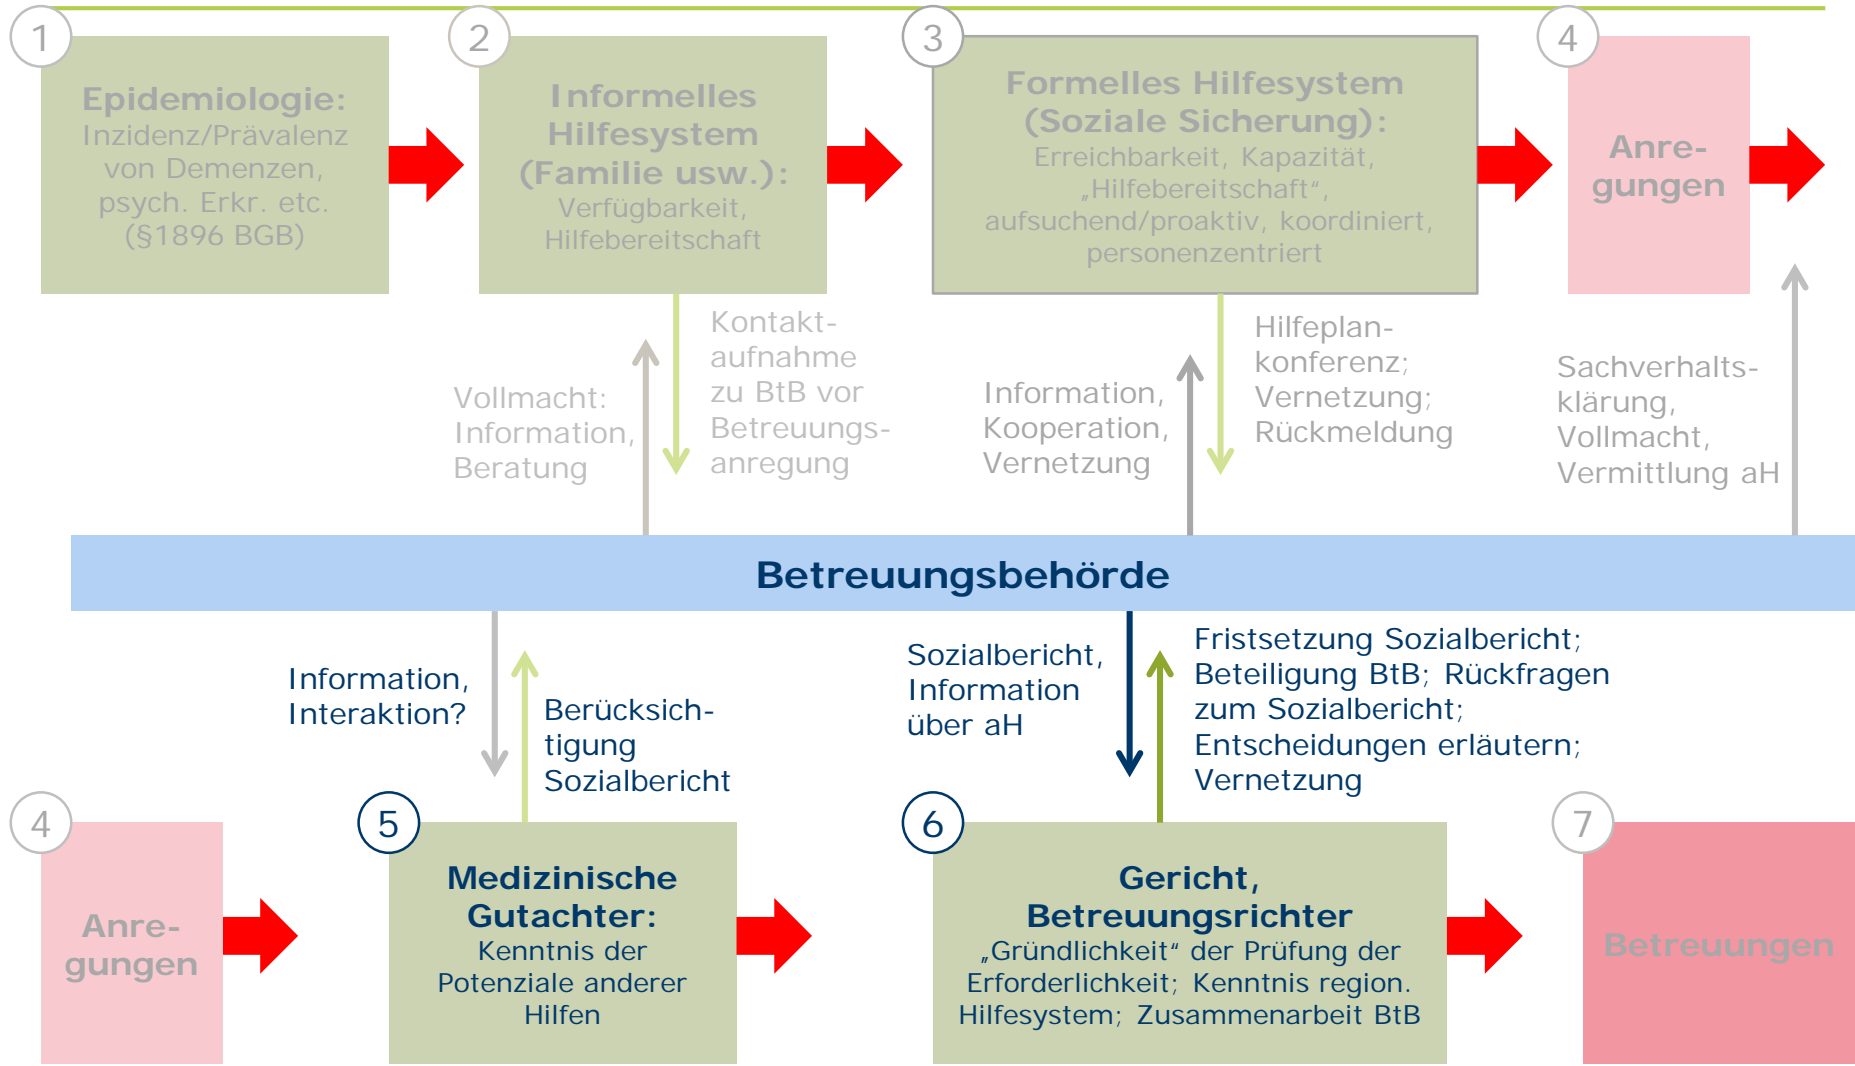 1
Epidemiologie:
Inzidenz/Prävalenz
von Demenzen,
psych. Erkr. etc.
(§1896 BGB)
2
Informelles
Hilfesystem
(Familie usw.):
Verfügbarkeit,
Hilfebereitschaft
3
Formelles Hilfesystem
(Soziale Sicherung):
Erreichbarkeit, Kapazität,
„Hilfebereitschaft“,
aufsuchend/proaktiv, koordiniert,
personenzentriert
4
Anre-
gungen
Vollmacht:
Information,
Beratung
Kontakt-
aufnahme
zu BtB vor
Betreuungs-
anregung
Information,
Kooperation,
Vernetzung
Hilfeplan-
konferenz;
Vernetzung;
Rückmeldung
Sachverhalts-
klärung,
Vollmacht,
Vermittlung aH
Betreuungsbehörde
Information,
Interaktion?
Berücksich-
tigung
Sozialbericht
Sozialbericht,
Information
über aH
Fristsetzung Sozialbericht;
Beteiligung BtB; Rückfragen
zum Sozialbericht;
Entscheidungen erläutern;
Vernetzung
4
Anre-
gungen
5
Medizinische
Gutachter:
Kenntnis der
Potenziale anderer
Hilfen
6
Gericht,
Betreuungsrichter
„Gründlichkeit“ der Prüfung der
Erforderlichkeit; Kenntnis region.
Hilfesystem; Zusammenarbeit BtB
7
Betreuungen